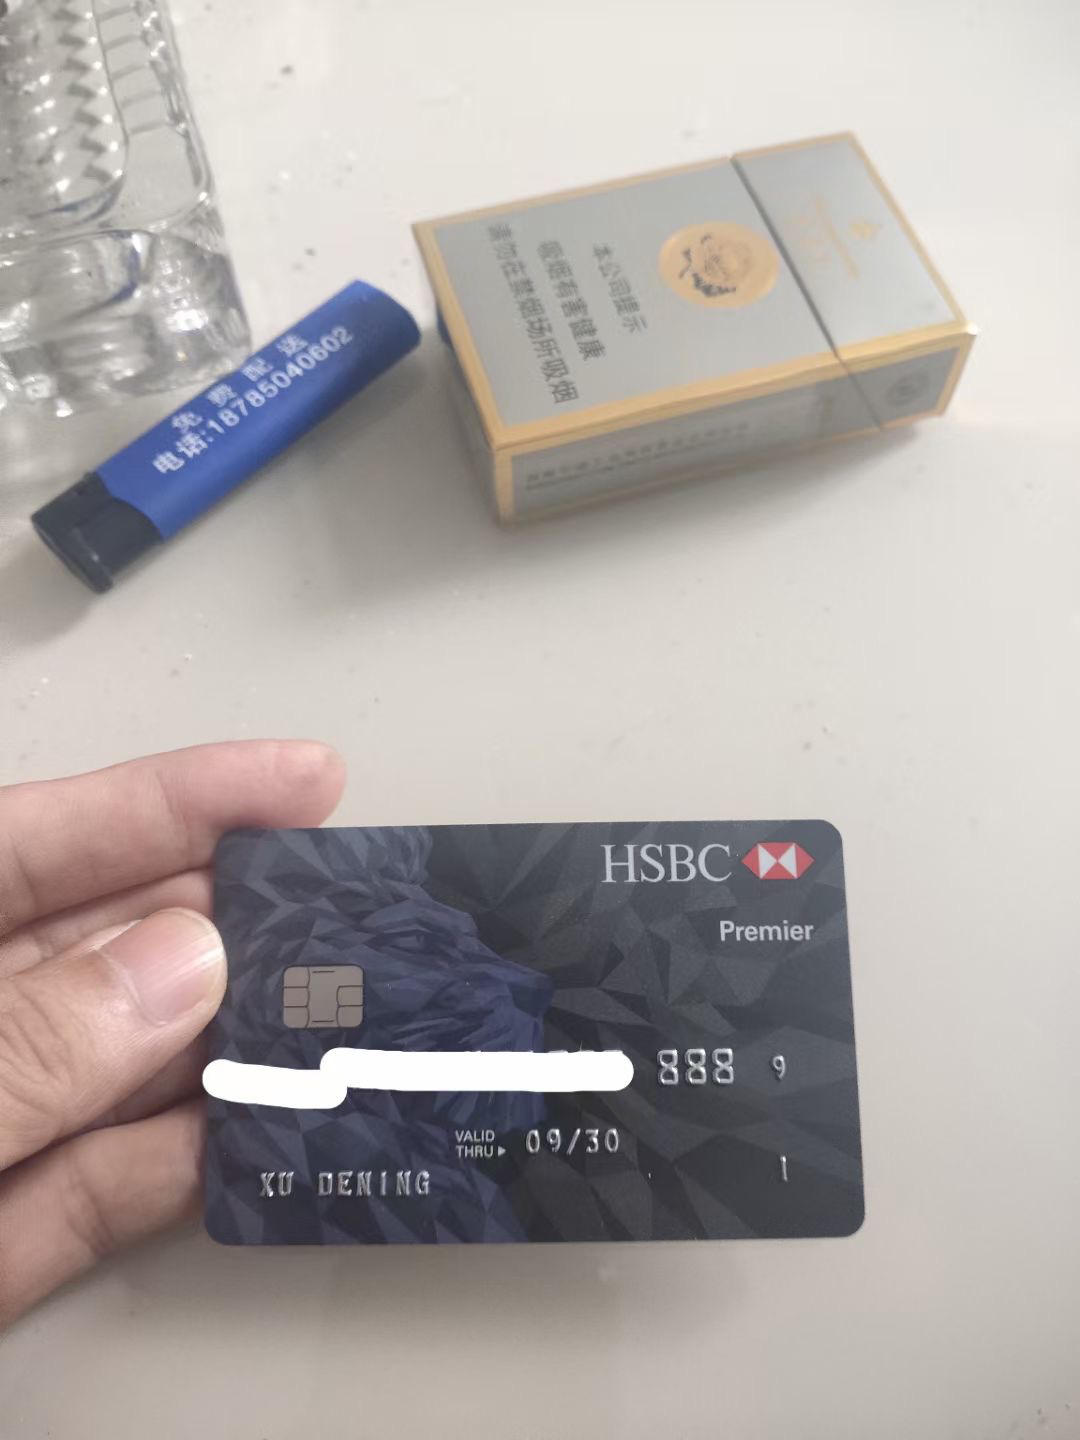 免费配送
电话:18785040602
本公司提示
吸烟有害健康
请勿在禁烟场所吸烟
HSBC
Premier
888 9
VALID
THRU
09/30
1
XU DENING